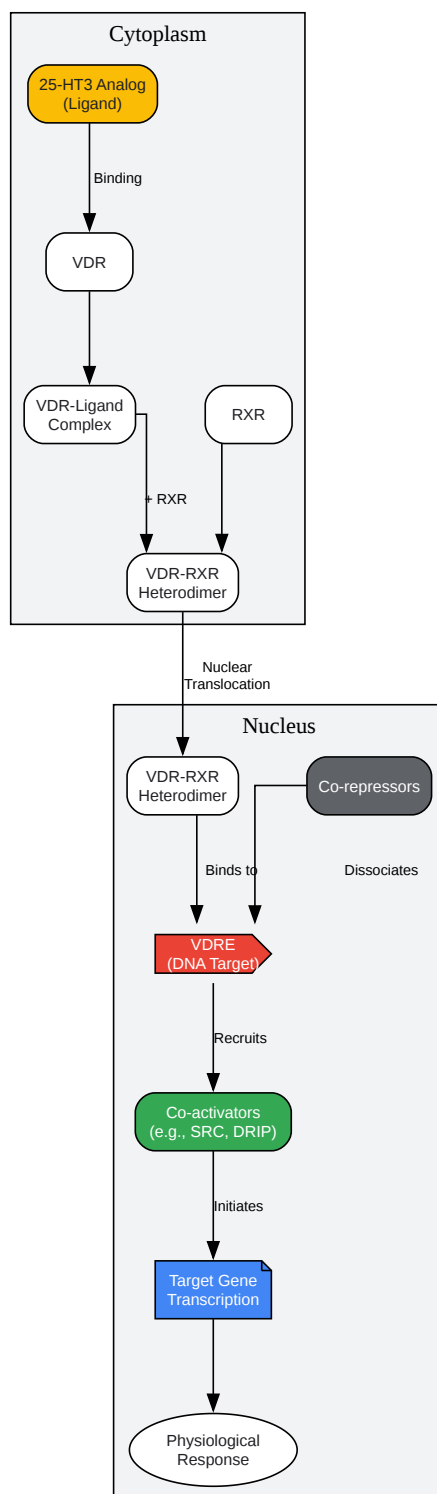 Cytoplasm
25-HT3 Analog
(Ligand)
Binding
VDR
VDR-Ligand
Complex
RXR
+ RXR
VDR-RXR
Heterodimer
Nuclear
Translocation
Nucleus
VDR-RXR
Heterodimer
Co-repressors
Binds to
Dissociates
VDRE
(DNA Target)
Recruits
Co-activators
(e.g., SRC, DRIP)
Initiates
Target Gene
Transcription
Physiological
Response